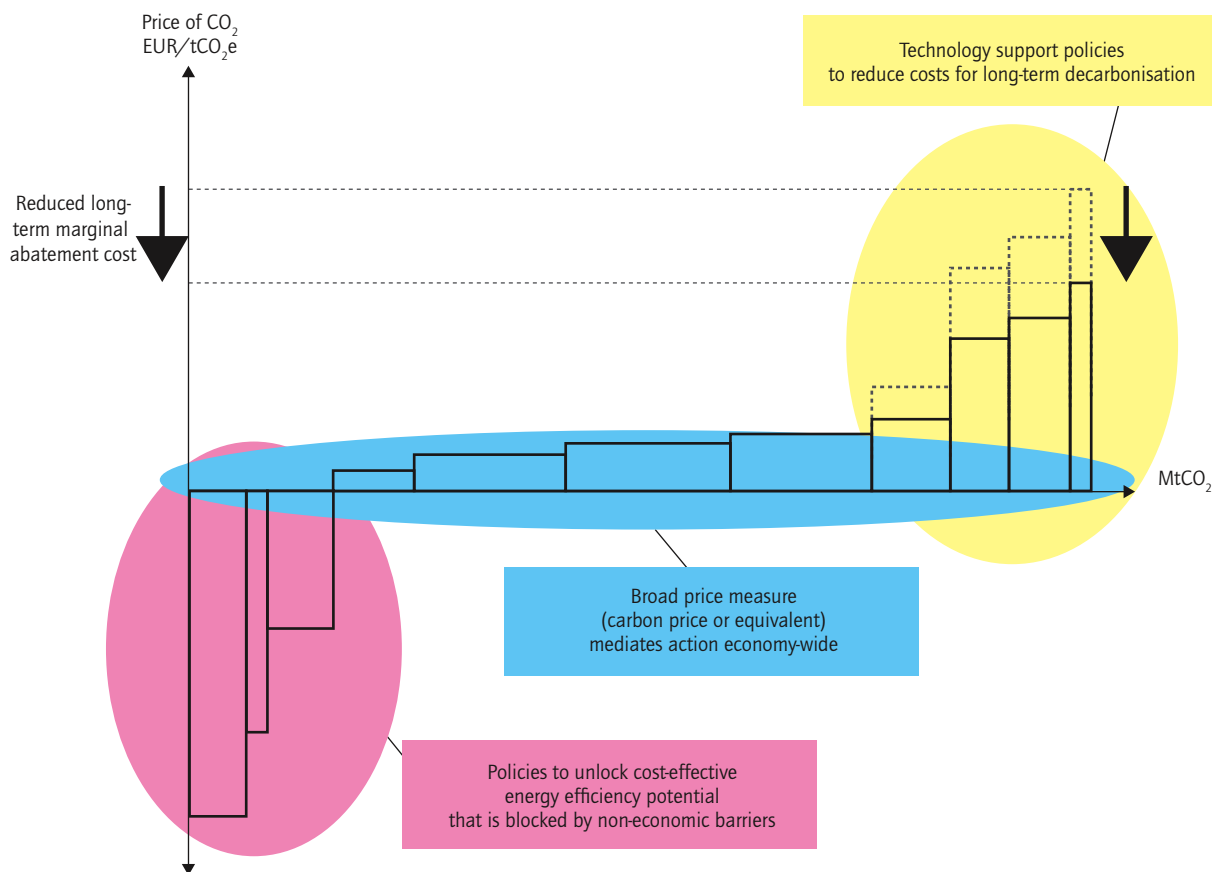 Price of CO₂
EUR/tCO₂e
Technology support policies
to reduce costs for long-term decarbonisation
Reduced long-
term marginal
abatement cost
MtCO₂
Broad price measure
(carbon price or equivalent)
mediates action economy-wide
Policies to unlock cost-effective
energy efficiency potential
that is blocked by non-economic barriers